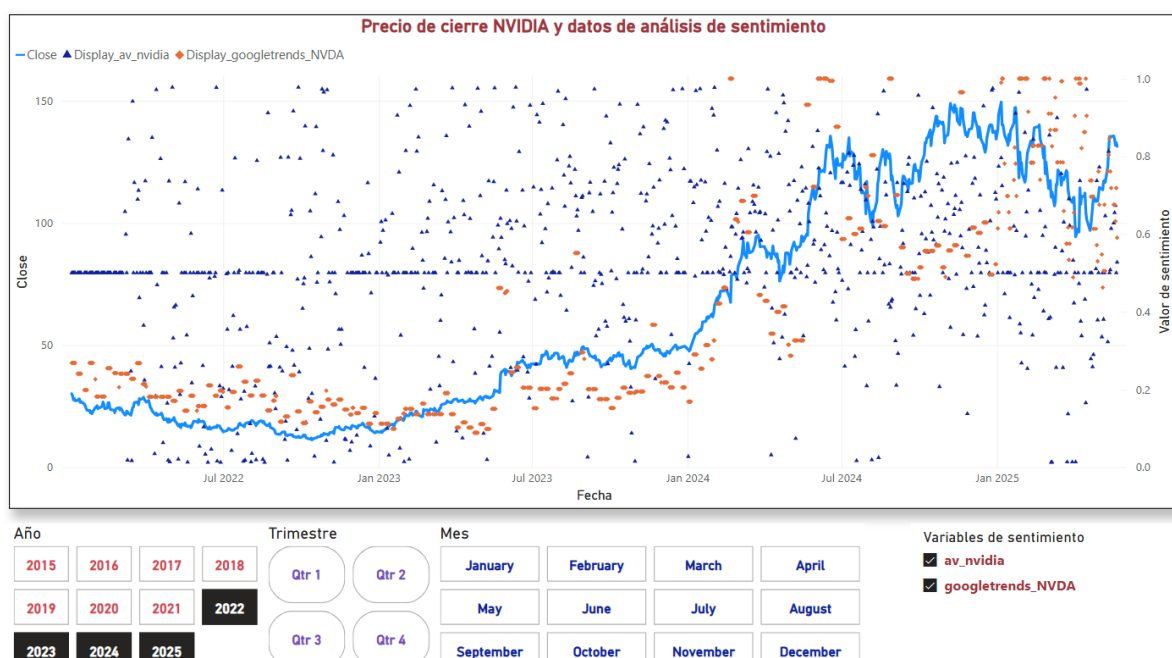 Precio de cierre NVIDIA y datos de análisis de sentimiento
Close Display_av_nvidia Display_googletrends_NVDA
150
100
50
0
Close
1.0
0.8
0.6
0.4
0.2
0.0
Valor de sentimiento
Jul 2022 Jan 2023 Jul 2023 Jan 2024 Jul 2024 Jan 2025
Fecha
Año
2015 2016 2017 2018
2019 2020 2021 2022
2023 2024 2025
Trimestre
Qtr 1 Qtr 2
Qtr 3 Qtr 4
Mes
January February March April
May June July August
September October November December
Variables de sentimiento
av_nvidia
googletrends_NVDA